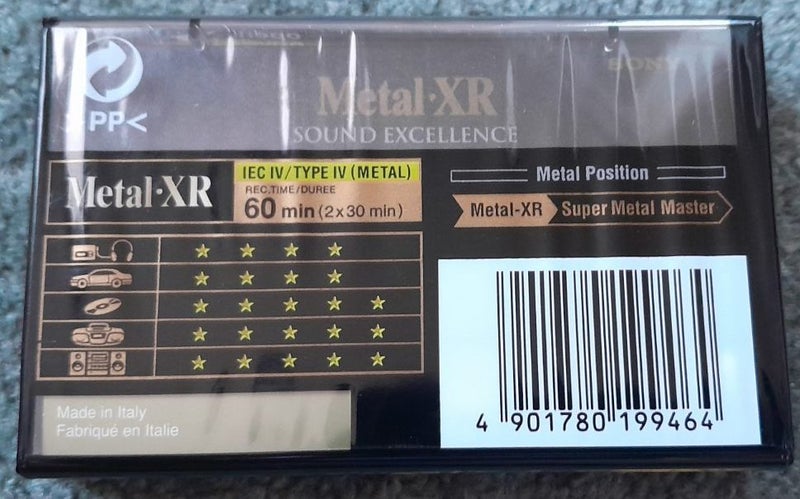 SONY
>PP<
Metal·XR
SOUND EXCELLENCE
Metal·XR
IEC IV/TYPE IV (METAL)
REC.TIME/DUREE
60 min (2x30 min)
Metal Position
Metal-XR Super Metal Master
Made in Italy
Fabriqué en Italie
4 901780 199464